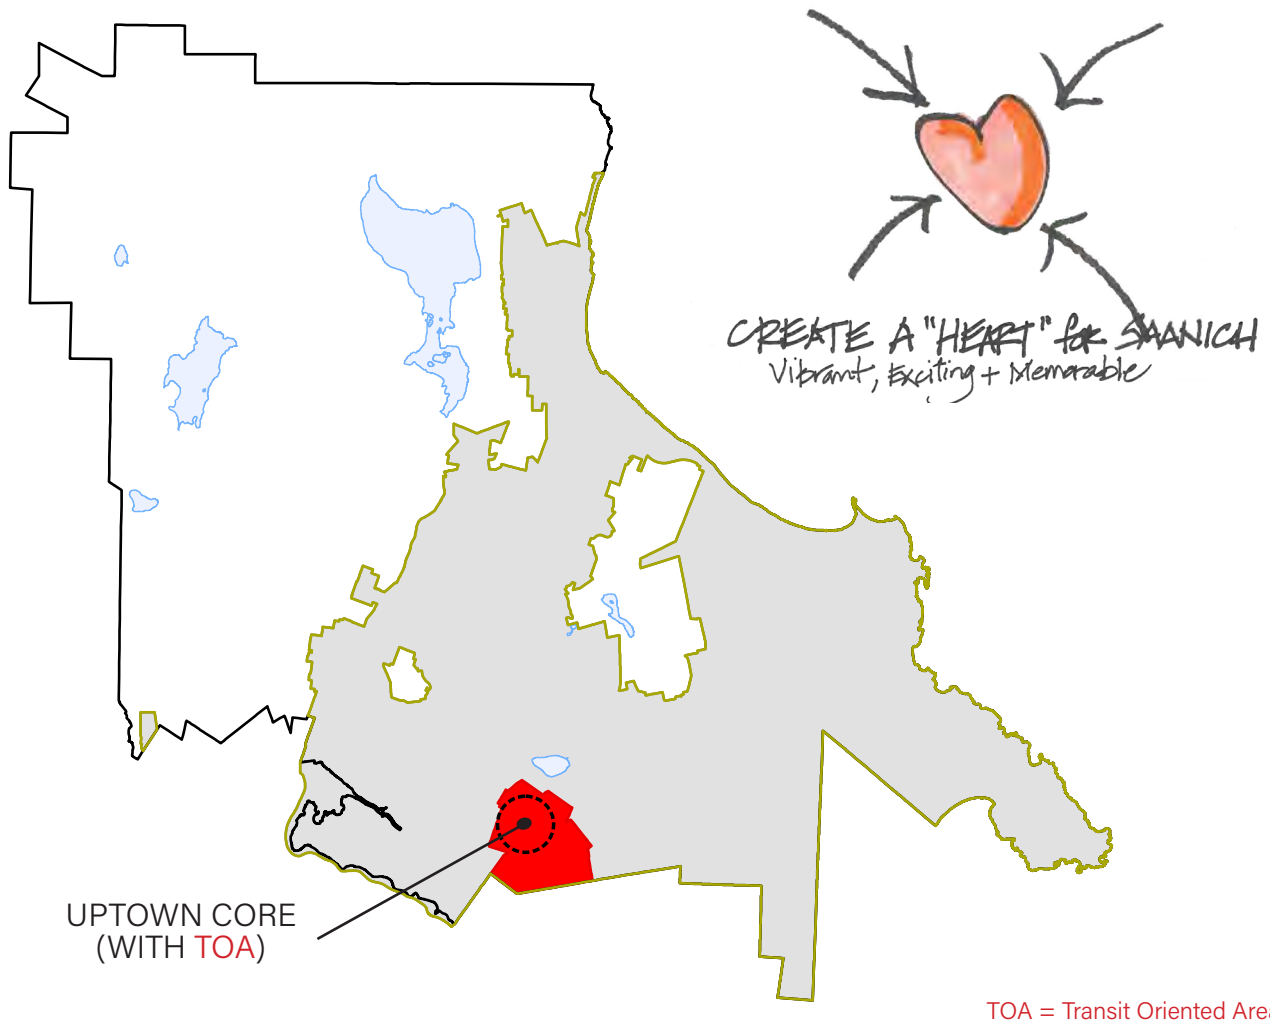 CREATE A "HEART" for SAANICH
Vibrant, Exciting + Memorable
UPTOWN CORE
(WITH TOA)
TOA = Transit Oriented Area